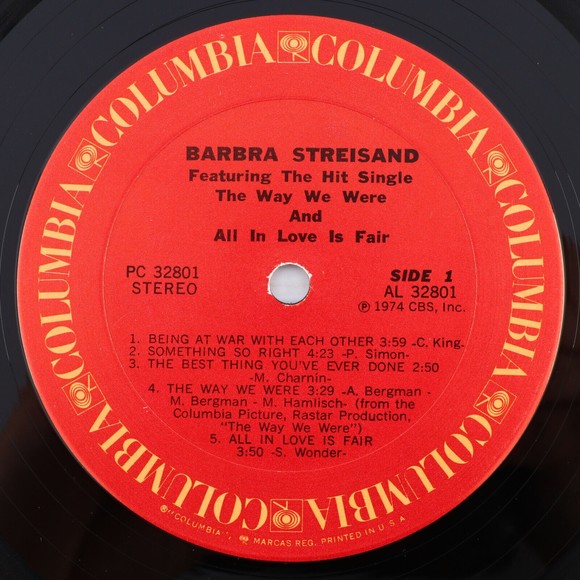 COLUMBIA COLUMBIA COLUMBIA COLUMBIA COLUMBIA COLUMBIA
BARBRA STREISAND
Featuring The Hit Single
The Way We Were
And
All In Love Is Fair
PC 32801
STEREO
SIDE 1
AL 32801
℗ 1974 CBS, Inc.
1. BEING AT WAR WITH EACH OTHER 3:59 -C. King-
2. SOMETHING SO RIGHT 4:23 -P. Simon-
3. THE BEST THING YOU'VE EVER DONE 2:50
-M. Charnin-
4. THE WAY WE WERE 3:29 -A. Bergman -
M. Bergman - M. Hamlisch- (from the
Columbia Picture, Rastar Production,
"The Way We Were")
5. ALL IN LOVE IS FAIR
3:50 -S. Wonder-
®"COLUMBIA", MARCAS REG. PRINTED IN U.S.A